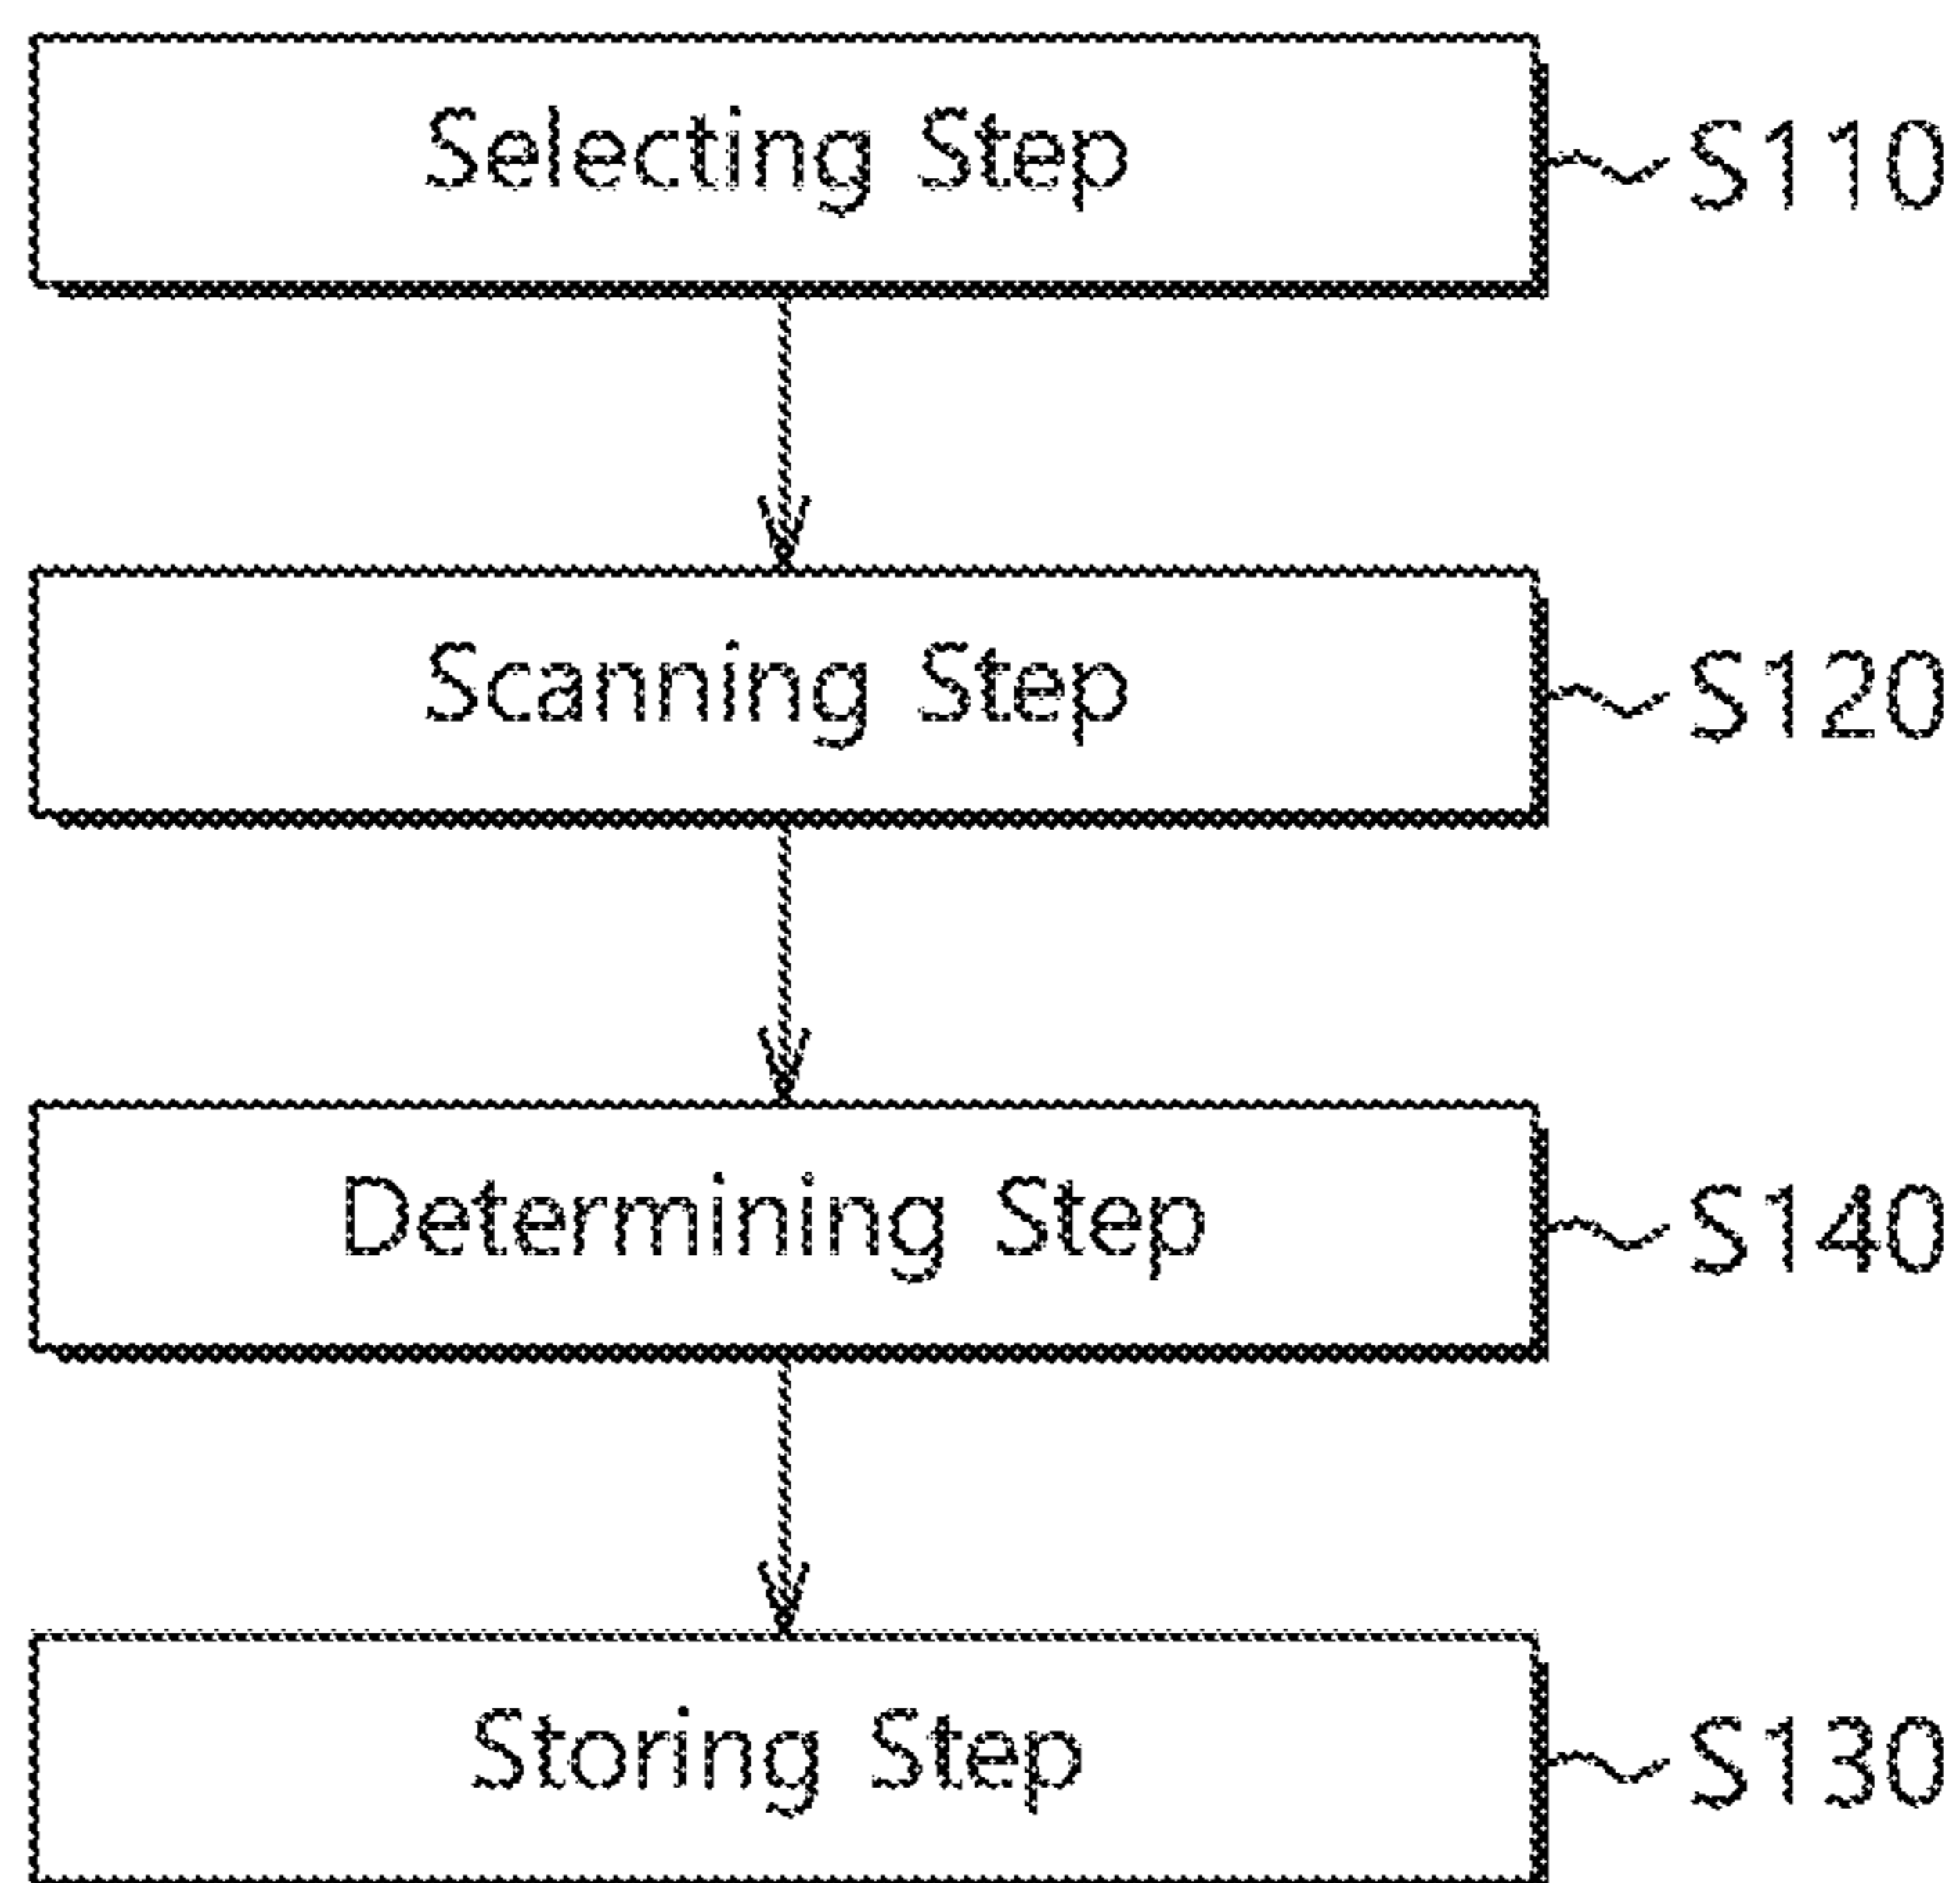 Selecting Step S110
Scanning Step S120
Determining Step S140
Storing Step S130